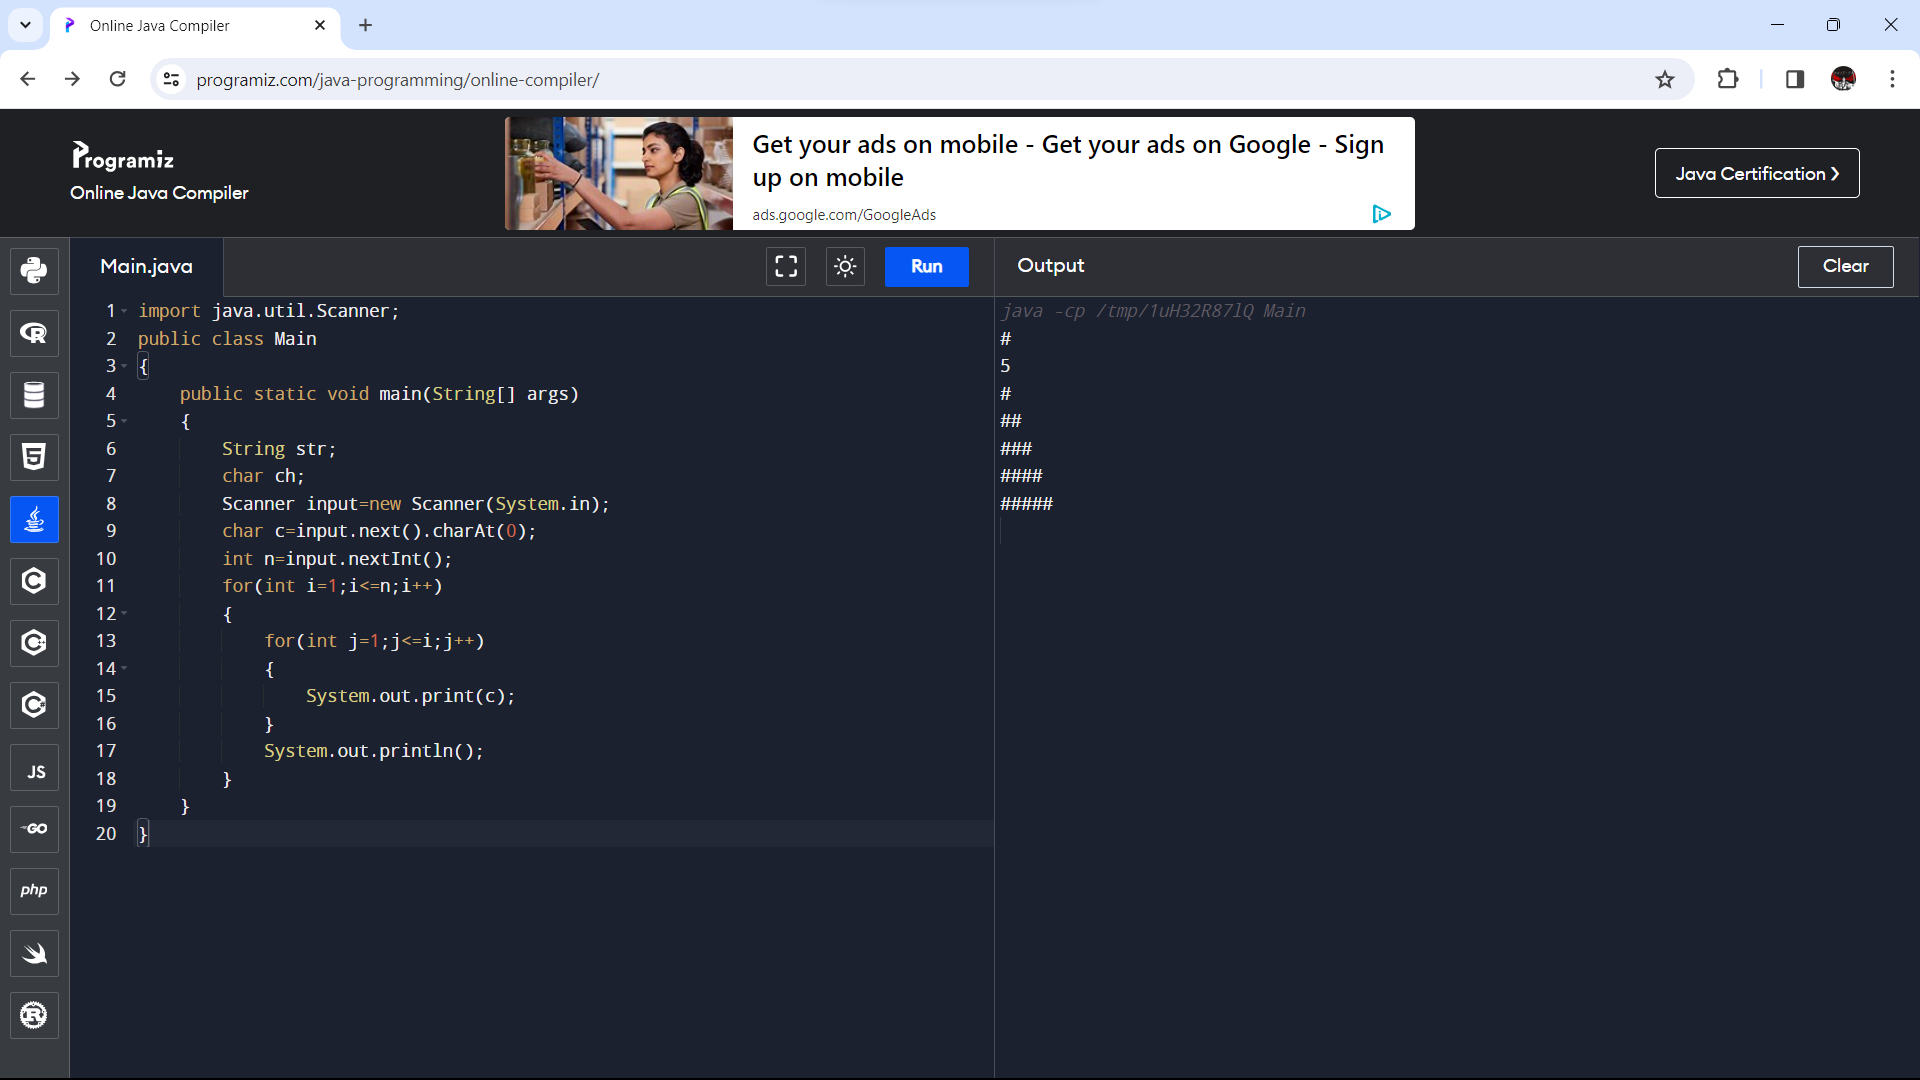 Online Java Compiler
programiz.com/java-programming/online-compiler/
Programiz
Online Java Compiler
Get your ads on mobile - Get your ads on Google - Sign
up on mobile
ads.google.com/GoogleAds
Java Certification ❯
Main.java
Run
Output
Clear
1 import java.util.Scanner;
2 public class Main
3 {
4     public static void main(String[] args)
5     {
6         String str;
7         char ch;
8         Scanner input=new Scanner(System.in);
9         char c=input.next().charAt(0);
10         int n=input.nextInt();
11         for(int i=1;i<=n;i++)
12         {
13             for(int j=1;j<=i;j++)
14             {
15                 System.out.print(c);
16             }
17             System.out.println();
18         }
19     }
20 }
java -cp /tmp/1uH32R87lQ Main
#
5
#
##
###
####
#####
R
5
C
C
C
JS
GO
php
R